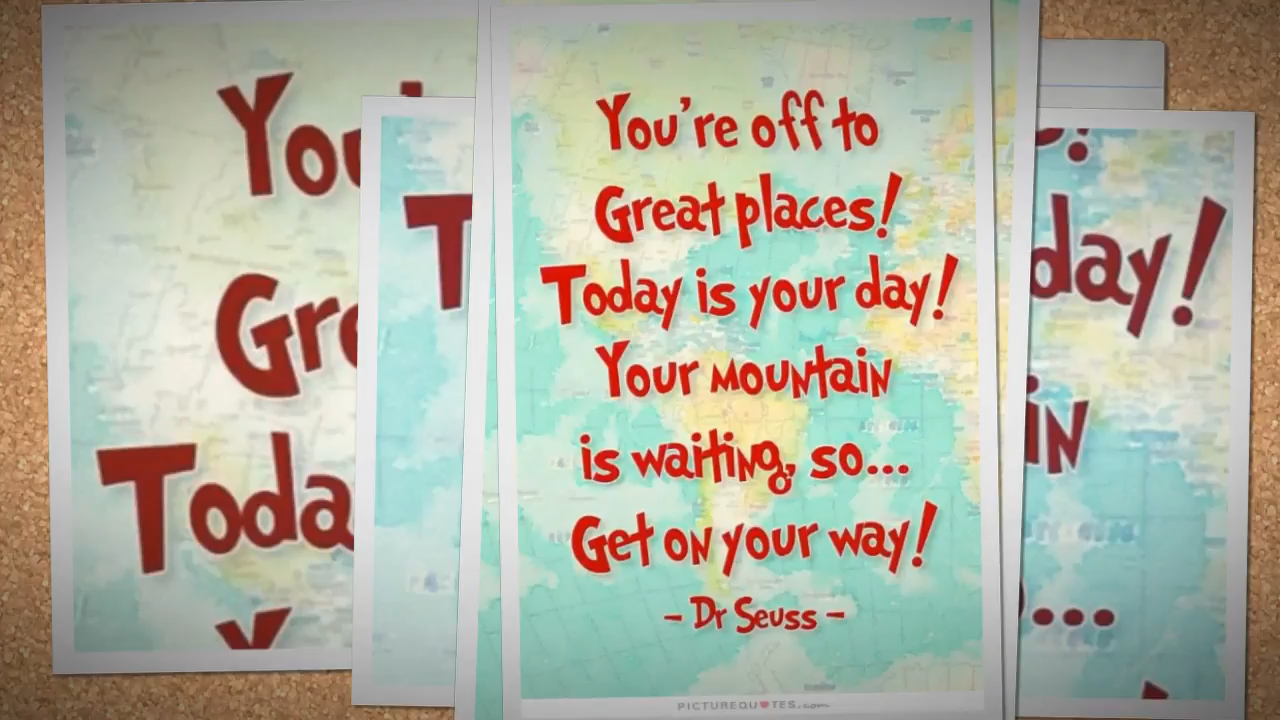 You're off to
Great places!
Today is your day!
Your mountain
is waiting, so...
Get on your way!
- Dr Seuss -
PICTUREQUOTES.com
You
Gre
Toda
Y
T
day!
in
...